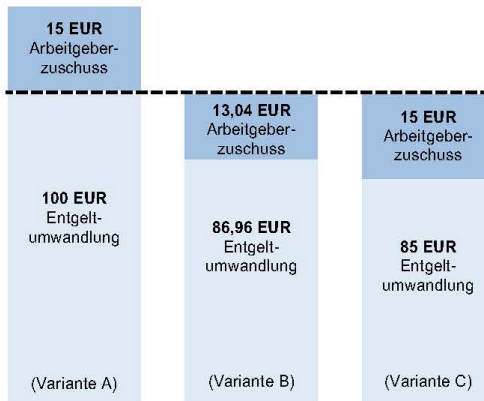 15 EUR
Arbeitgeber-
zuschuss
100 EUR
Entgelt-
umwandlung
(Variante A)
13,04 EUR
Arbeitgeber-
zuschuss
86,96 EUR
Entgelt-
umwandlung
(Variante B)
15 EUR
Arbeitgeber-
zuschuss
85 EUR
Entgelt-
umwandlung
(Variante C)